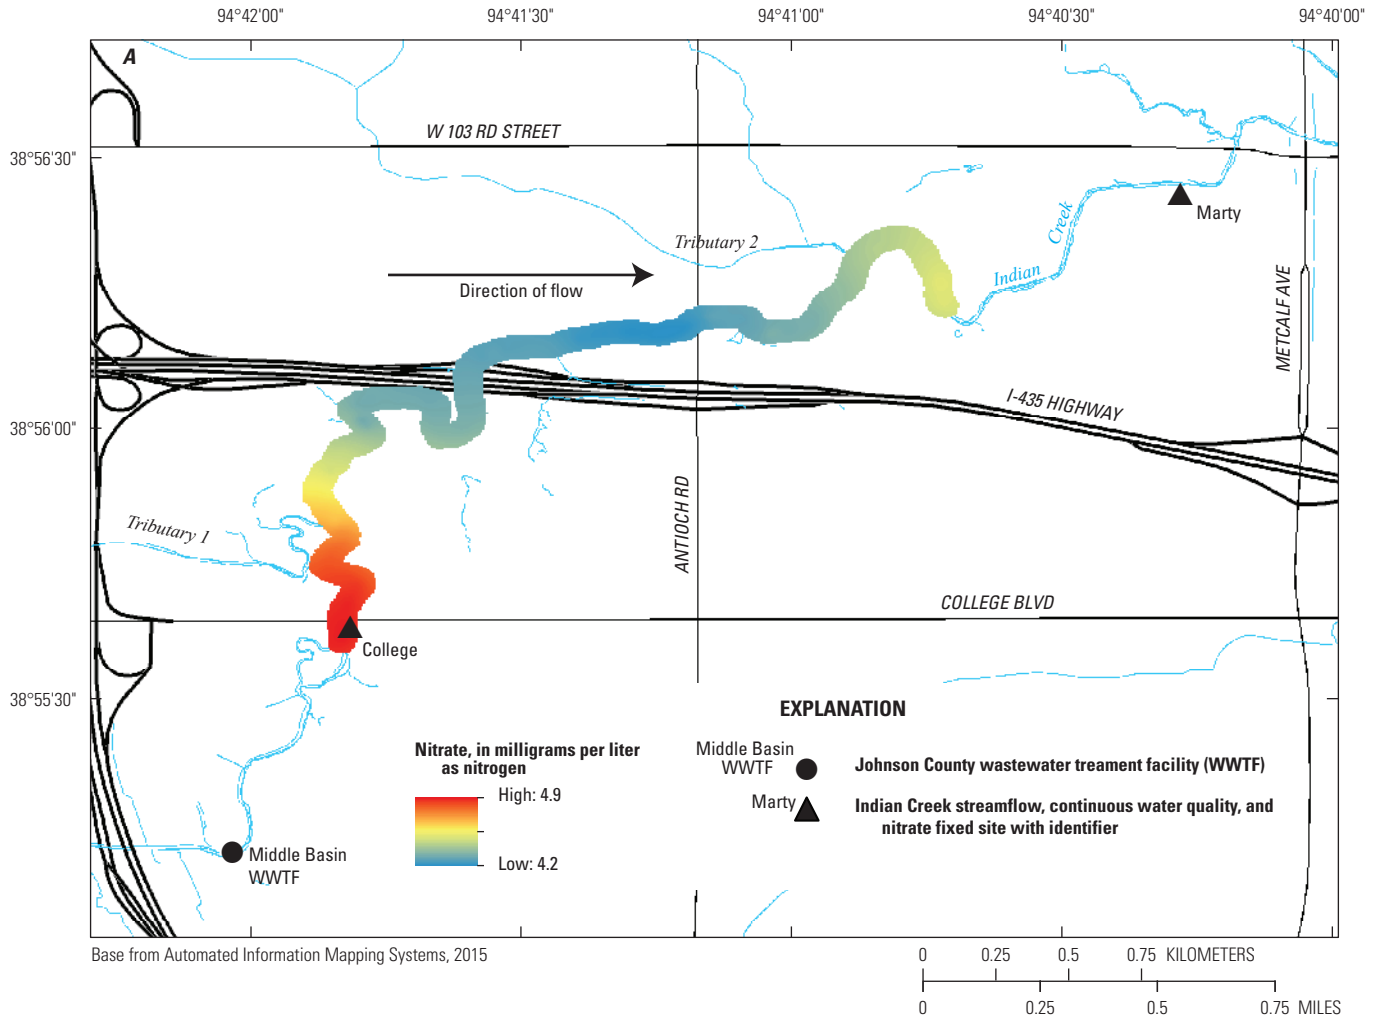 94°42'00"
94°41'30"
94°41'00"
94°40'30"
94°40'00"
A
W 103 RD STREET
38°56'30"
Marty
Creek
Tributary 2
Indian
Direction of flow
METCALF AVE
I-435 HIGHWAY
38°56'00"
ANTIOCH RD
Tributary 1
COLLEGE BLVD
College
38°55'30"
EXPLANATION
Nitrate, in milligrams per liter
as nitrogen
High: 4.9
Low: 4.2
Middle Basin
WWTF
Johnson County wastewater treament facility (WWTF)
Marty
Indian Creek streamflow, continuous water quality, and
nitrate fixed site with identifier
Middle Basin
WWTF
Base from Automated Information Mapping Systems, 2015
0 0.25 0.5 0.75 KILOMETERS
0 0.25 0.5 0.75 MILES